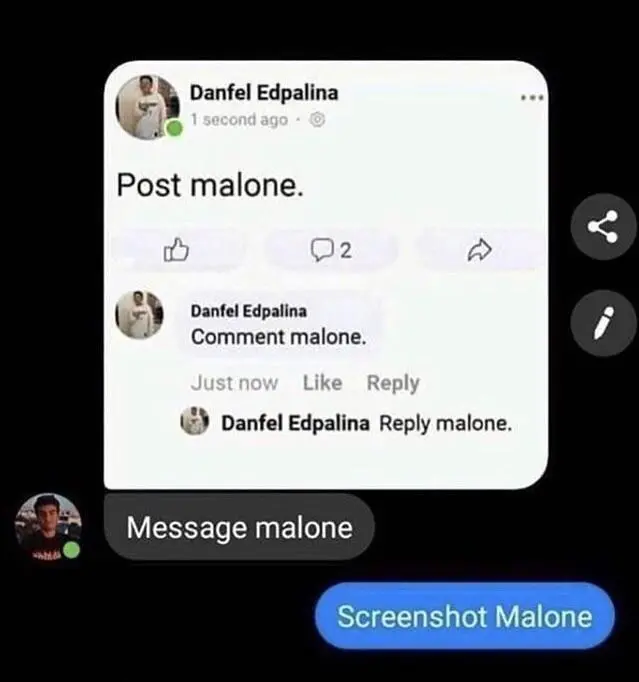 Danfel Edpalina
1 second ago ·
Post malone.
2
Danfel Edpalina
Comment malone.
Just now Like Reply
Danfel Edpalina Reply malone.
Message malone
Screenshot Malone